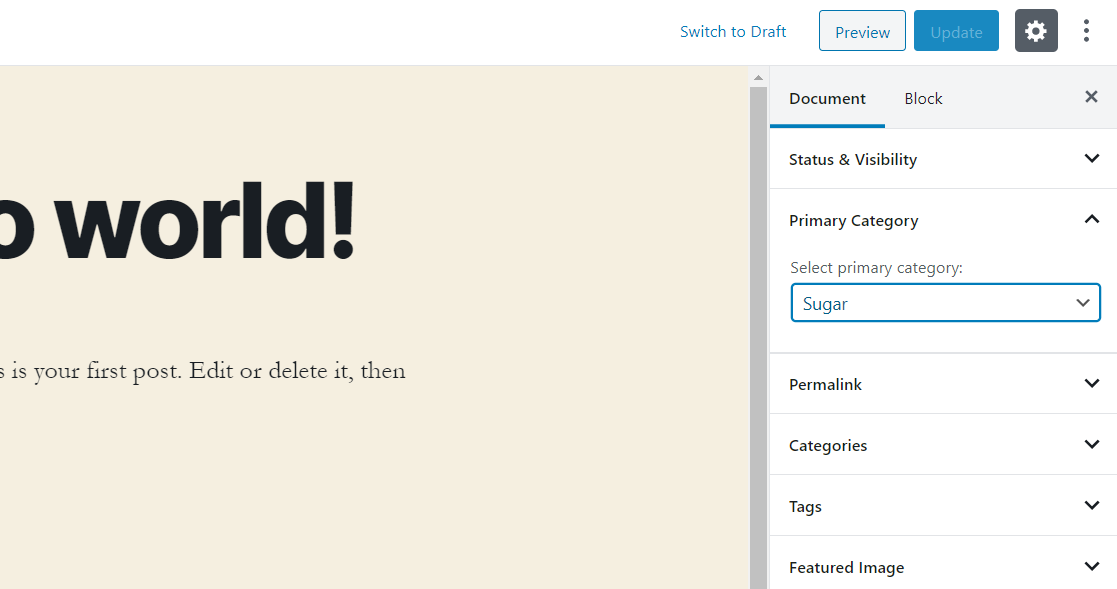 Switch to Draft Preview Update
Document Block
Status & Visibility
o world!
Primary Category
Select primary category:
Sugar
is your first post. Edit or delete it, then
Permalink
Categories
Tags
Featured Image